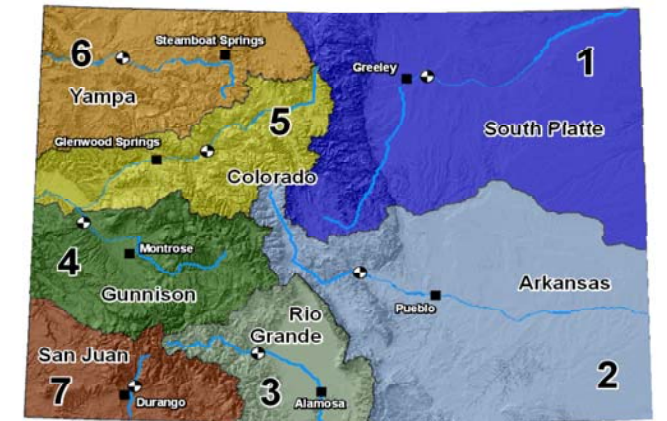 6
Steamboat Springs
Yampa
Greeley
1
South Platte
5
Glenwood Springs
Colorado
4
Montrose
Gunnison
Arkansas
Pueblo
2
Rio
Grande
3
Alamosa
San Juan
7
Durango